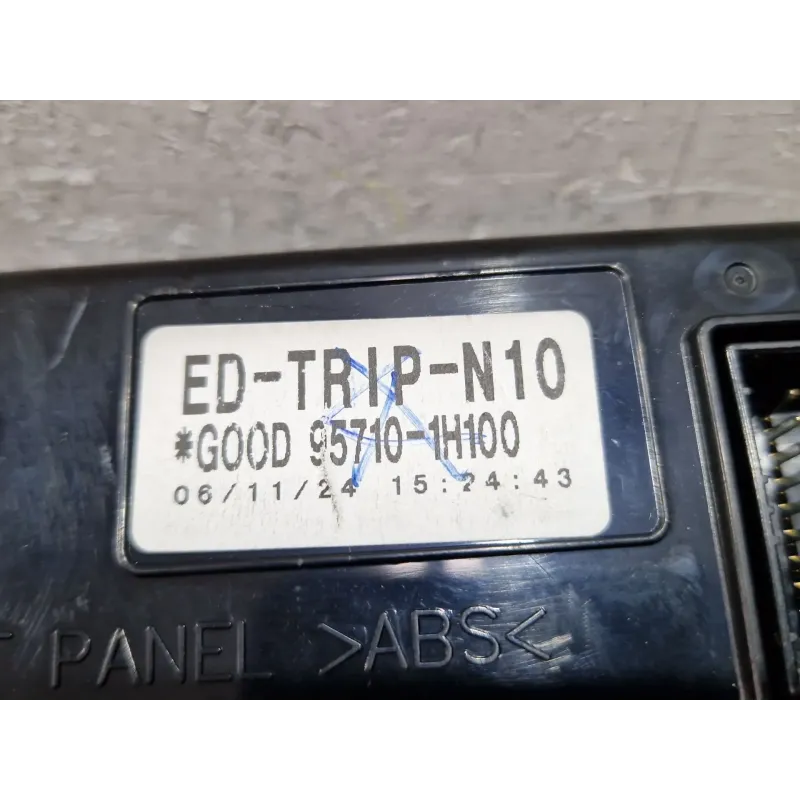 ED-TRIP-N10
*GOOD 95710-1H100
06/11/24 15:24:43
PANEL >ABS<